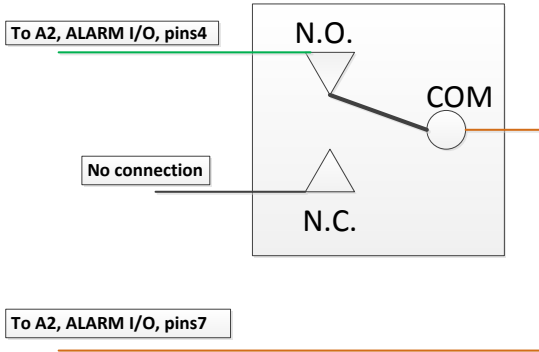 To A2, ALARM I/O, pins4
N.O.
COM
No connection
N.C.
To A2, ALARM I/O, pins7